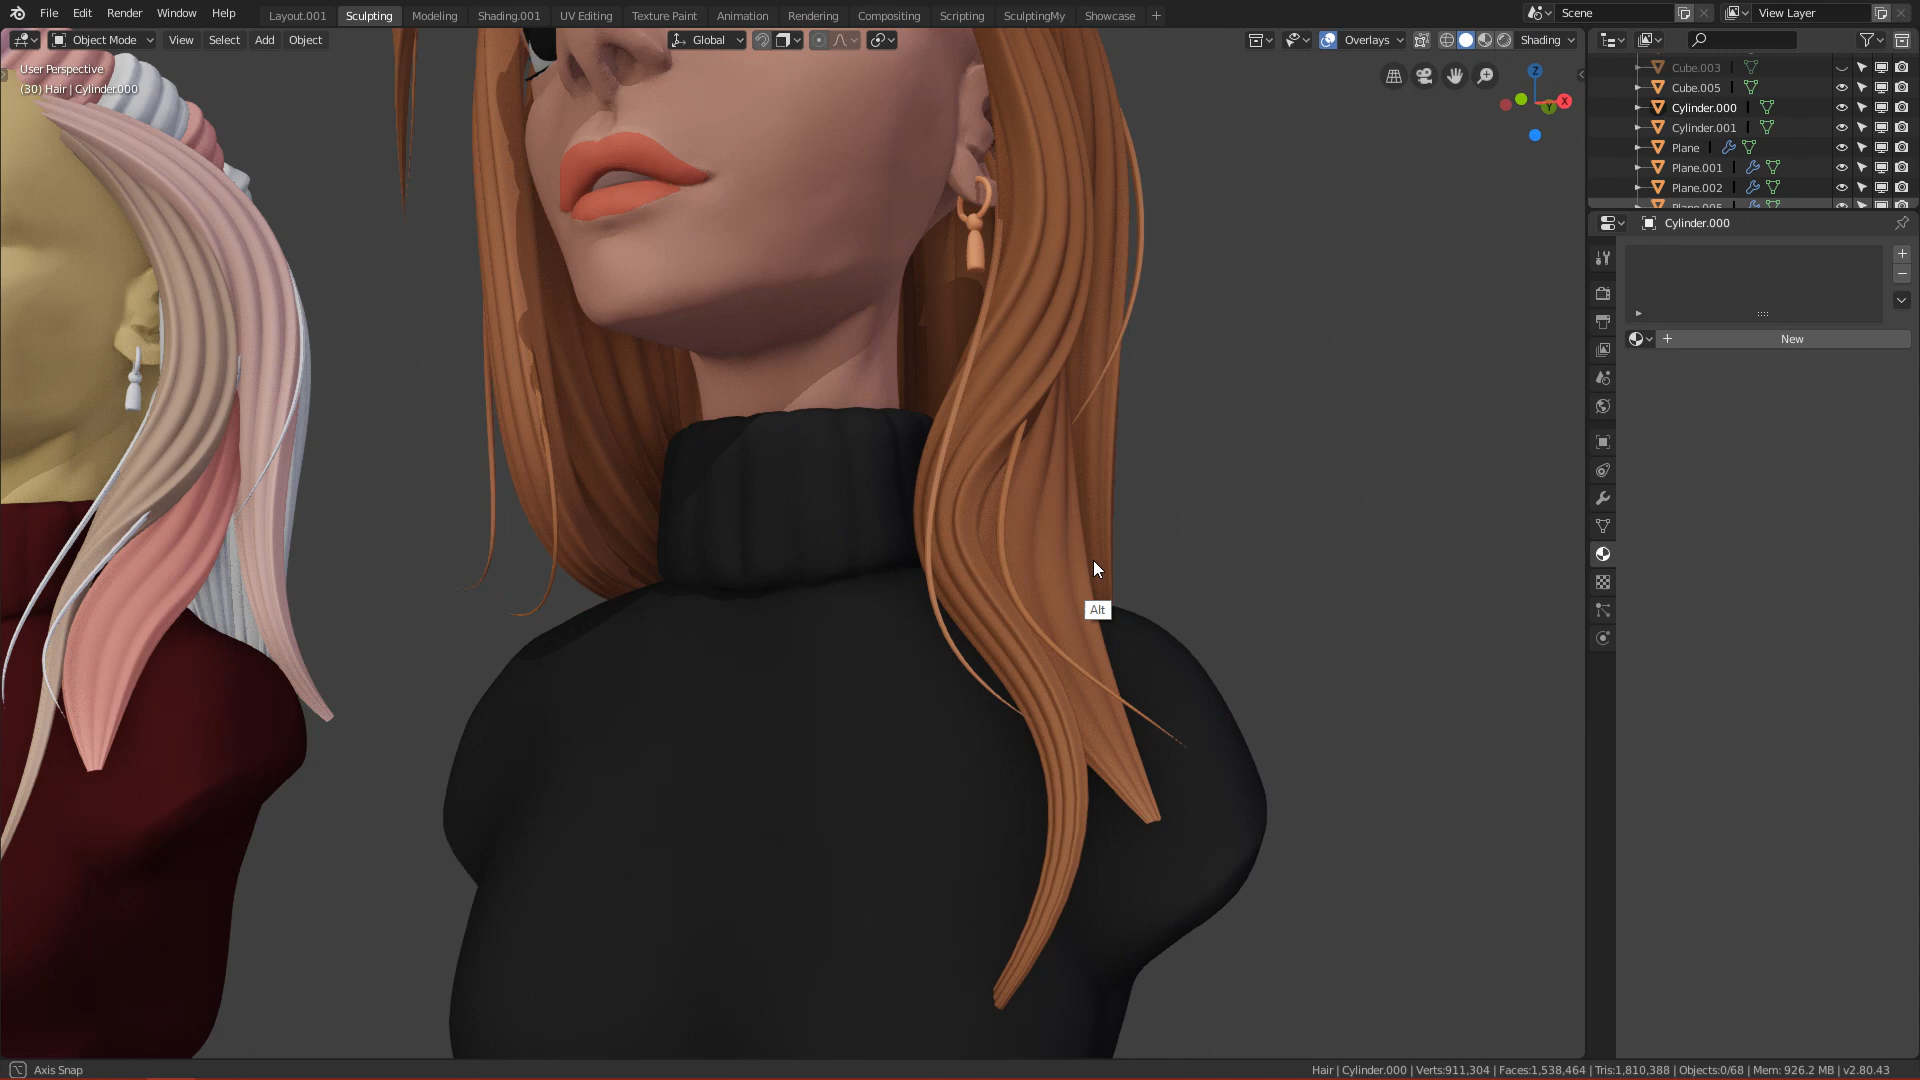 File Edit Render Window Help Layout.001 Sculpting Modeling Shading.001 UV Editing Texture Paint Animation Rendering Compositing Scripting SculptingMy Showcase + Scene View Layer
Object Mode View Select Add Object Global Overlays Shading
User Perspective
(30) Hair | Cylinder.000
Z
X
Y
Cube.003
Cube.005
Cylinder.000
Cylinder.001
Plane
Plane.001
Plane.002
Plane.005
Cylinder.000
New
Alt
Axis Snap
Hair | Cylinder.000 | Verts:911,304 | Faces:1,538,464 | Tris:1,810,388 | Objects:0/68 | Mem: 926.2 MB | v2.80.43